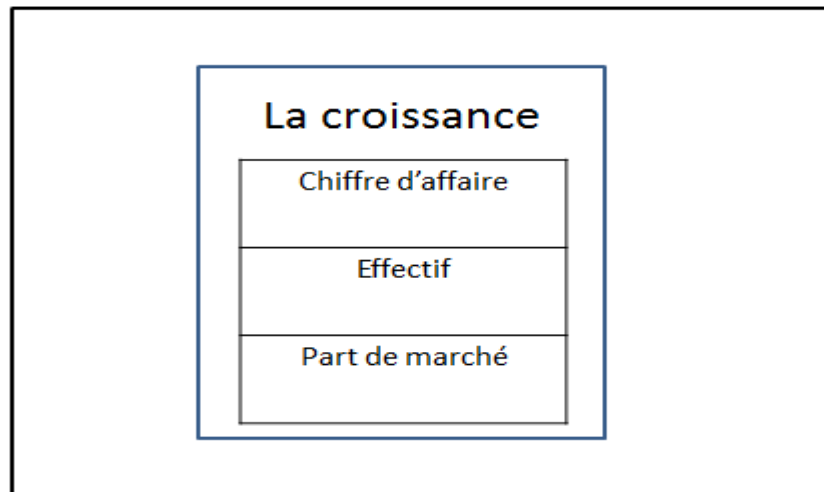 La croissance
Chiffre d’affaire
Effectif
Part de marché